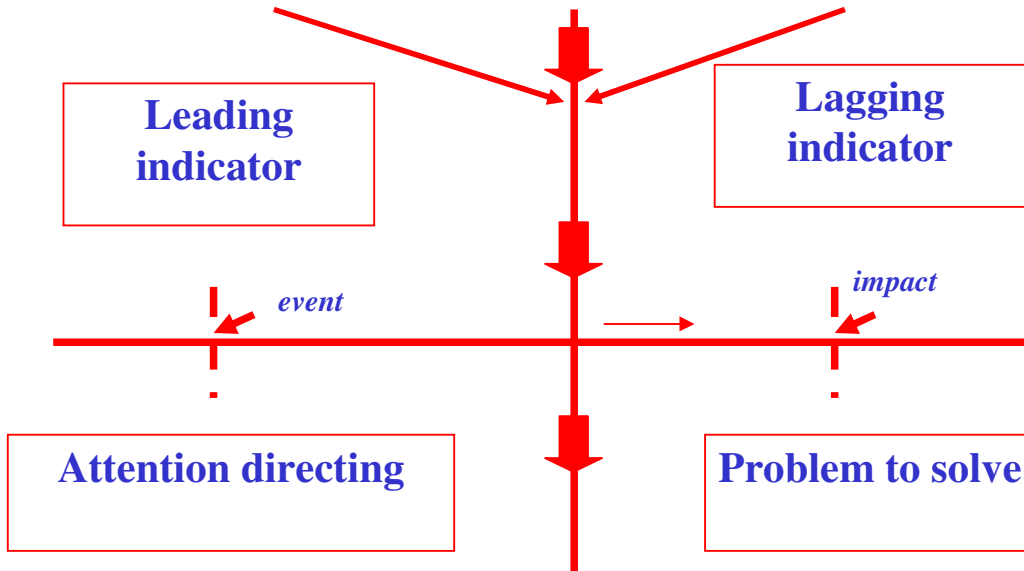 Leading
indicator
Lagging
indicator
event
impact
Attention directing
Problem to solve